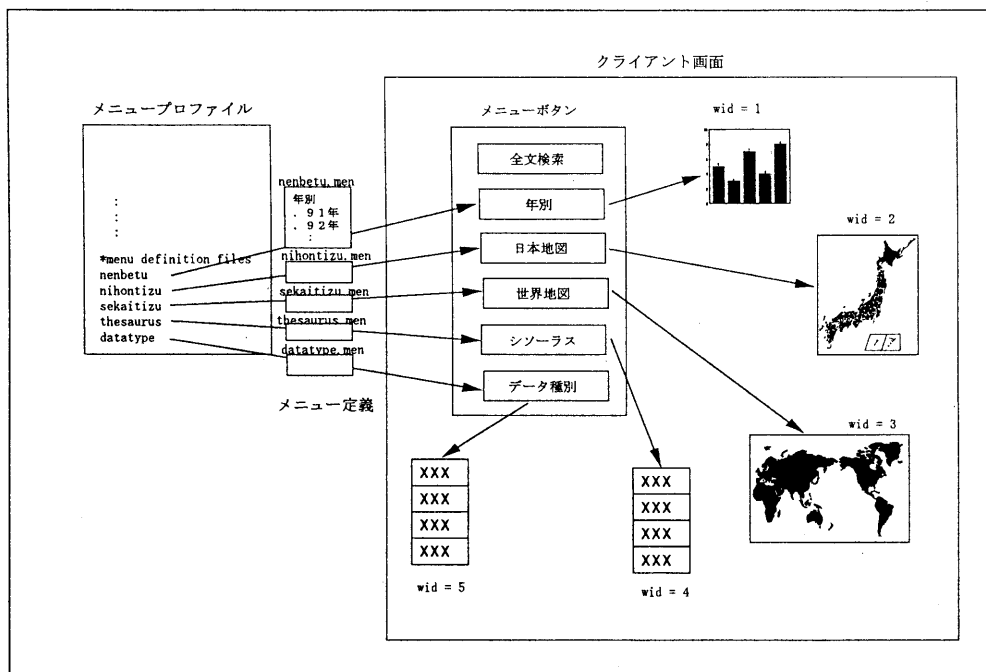 クライアント画面
メニュープロファイル
:
:
:
*menu definition files
nenbetu
nihontizu
sekaitizu
thesaurus
datatype
nenbetu.men
年別
. 91年
. 92年
:
nihontizu.men
sekaitizu.men
thesaurus.men
datatype.men
メニュー定義
メニューボタン
全文検索
年別
日本地図
世界地図
シソーラス
データ種別
wid = 1
wid = 2
wid = 3
XXX
XXX
XXX
XXX
wid = 5
XXX
XXX
XXX
XXX
wid = 4